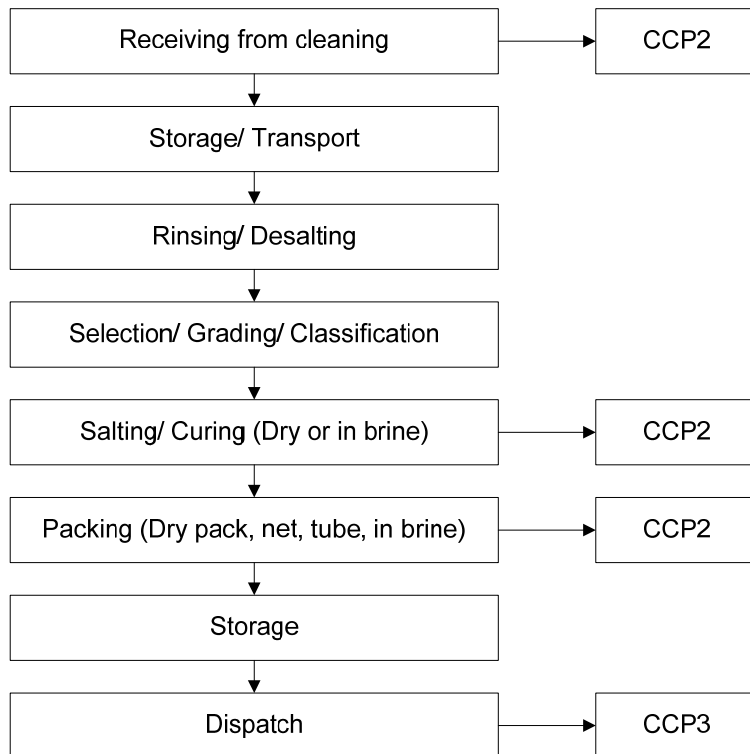 Receiving from cleaning
CCP2
Storage/ Transport
Rinsing/ Desalting
Selection/ Grading/ Classification
Salting/ Curing (Dry or in brine)
CCP2
Packing (Dry pack, net, tube, in brine)
CCP2
Storage
Dispatch
CCP3